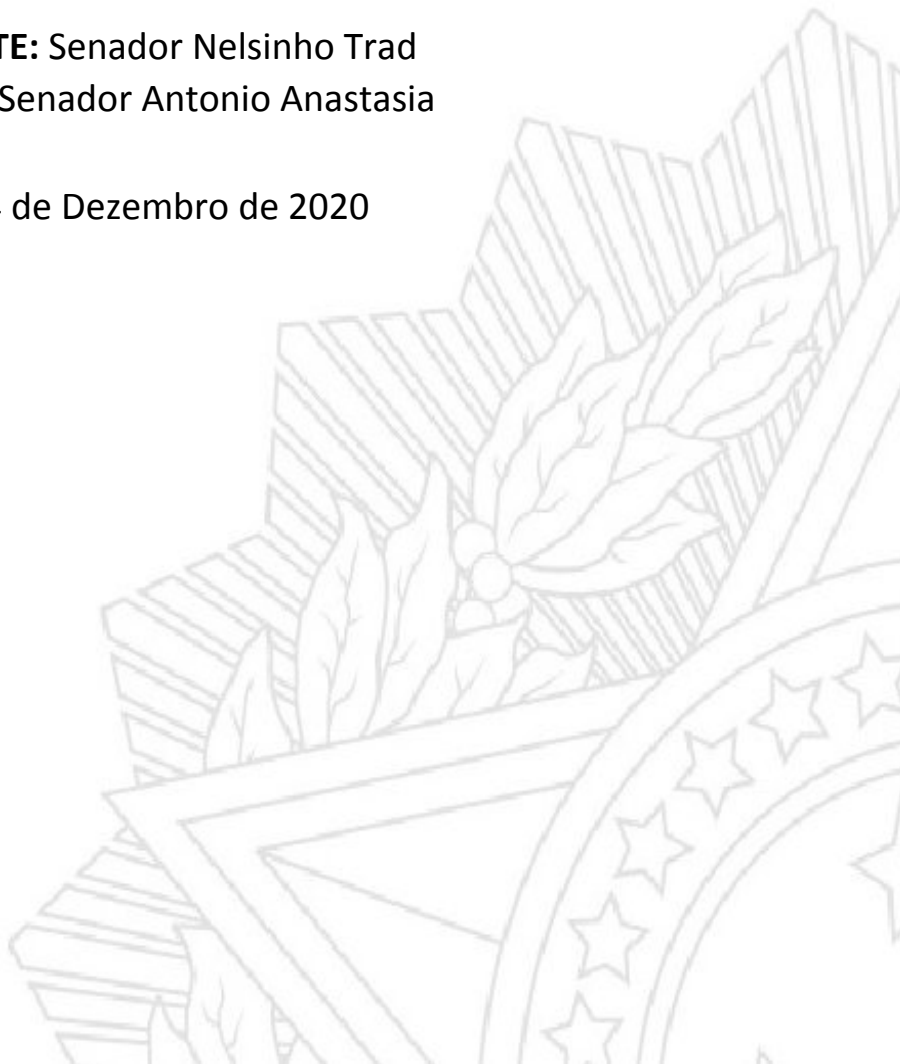 TE: Senador Nelsinho Trad
Senador Antonio Anastasia
de Dezembro de 2020